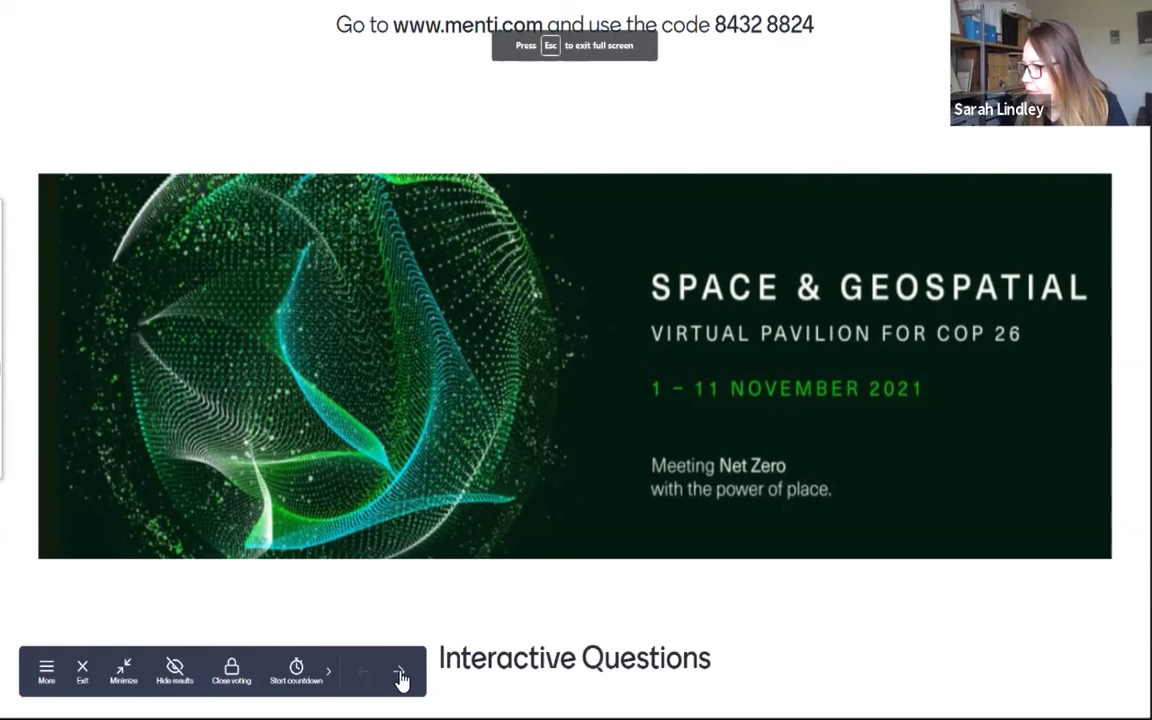 Go to www.menti.com and use the code 8432 8824
Press Esc to exit full screen
Sarah Lindley
SPACE & GEOSPATIAL
VIRTUAL PAVILION FOR COP 26
1 – 11 NOVEMBER 2021
Meeting Net Zero
with the power of place.
Interactive Questions
More Exit Minimize Hide results Close voting Start countdown